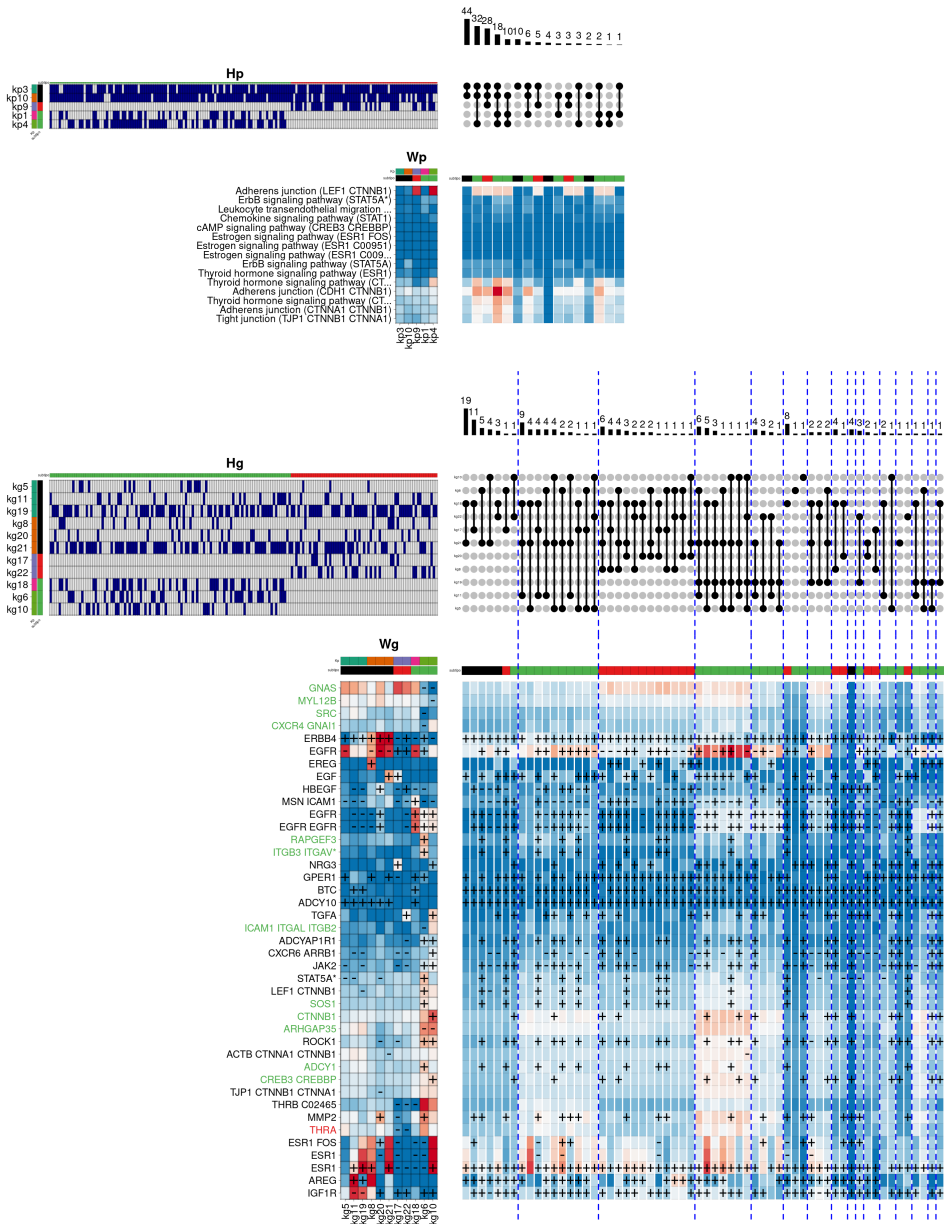 44 32 28 18 10 10 6 5 4 3 3 3 2 2 1 1
Hp
kp3
kp10
kp9
kp1
kp4
Wp
Adherens junction (LEF1 CTNNB1)
ErbB signaling pathway (STAT5A*)
Leukocyte transendothelial migration ...
Chemokine signaling pathway (STAT1)
cAMP signaling pathway (CREB3 CREBBP)
Estrogen signaling pathway (ESR1 FOS)
Estrogen signaling pathway (ESR1 C00951)
Estrogen signaling pathway (ESR1 C009...
ErbB signaling pathway (STAT5A)
Thyroid hormone signaling pathway (ESR1)
Thyroid hormone signaling pathway (CT...
Adherens junction (CDH1 CTNNB1)
Thyroid hormone signaling pathway (CT...
Adherens junction (CTNNA1 CTNNB1)
Tight junction (TJP1 CTNNB1 CTNNA1)
kp3 kp10 kp9 kp1 kp4
19 11 5 4 3 1 1 9 4 4 4 4 2 2 1 1 1 6 4 4 3 2 2 2 1 1 1 1 1 6 5 3 1 1 1 1 4 3 2 1 8 1 1 2 2 2 4 1 4 3 2 1 2 1 1 1 1 1 1 1
Hg
kg5
kg11
kg19
kg8
kg20
kg21
kg17
kg22
kg18
kg6
kg10
Wg
GNAS
MYL12B
SRC
CXCR4 GNAI1
ERBB4
EGFR
EREG
EGF
HBEGF
MSN ICAM1
EGFR
EGFR EGFR
RAPGEF3
ITGB3 ITGAV*
NRG3
GPER1
BTC
ADCY10
TGFA
ICAM1 ITGAL ITGB2
ADCYAP1R1
CXCR6 ARRB1
JAK2
STAT5A*
LEF1 CTNNB1
SOS1
CTNNB1
ARHGAP35
ROCK1
ACTB CTNNA1 CTNNB1
ADCY1
CREB3 CREBBP
TJP1 CTNNB1 CTNNA1
THRB C02465
MMP2
THRA
ESR1 FOS
ESR1
ESR1
AREG
IGF1R
kg5 kg11 kg19 kg8 kg20 kg21 kg17 kg22 kg18 kg6 kg10